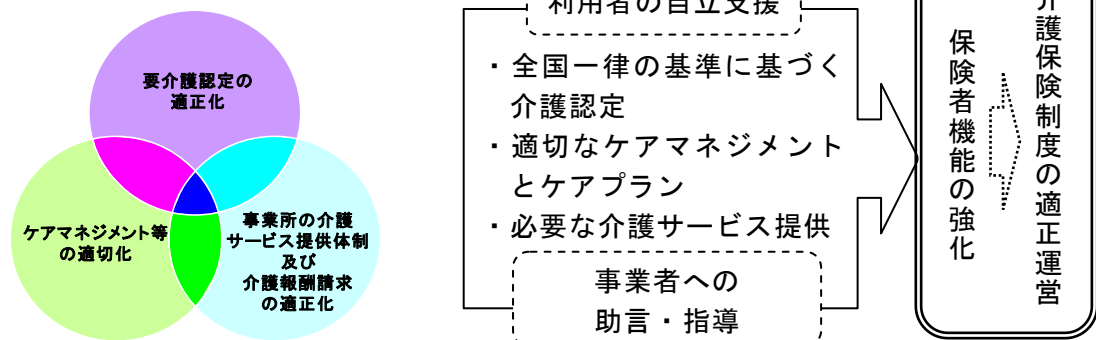 要介護認定の
適正化
ケアマネジメント等
の適切化
事業所の介護
サービス提供体制
及び
介護報酬請求
の適正化
利用者の自立支援
・全国一律の基準に基づく
介護認定
・適切なケアマネジメント
とケアプラン
・必要な介護サービス提供
事業者への
助言・指導
保険者機能の強化
介護保険制度の適正運営